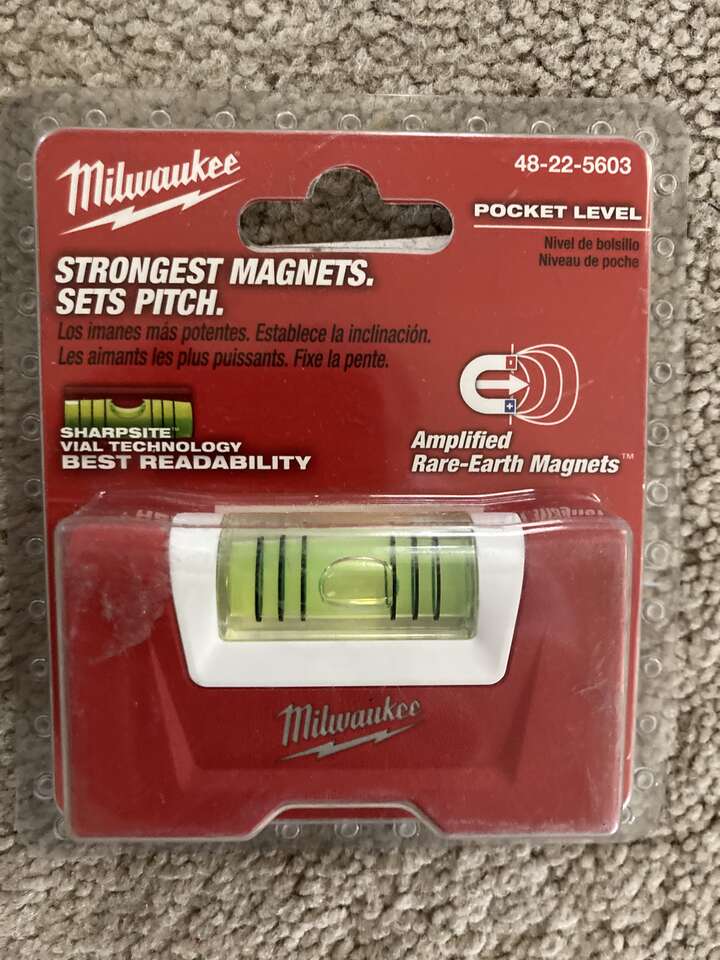 Milwaukee
48-22-5603
POCKET LEVEL
Nivel de bolsillo
Niveau de poche
STRONGEST MAGNETS.
SETS PITCH.
Los imanes más potentes. Establece la inclinación.
Les aimants les plus puissants. Fixe la pente.
SHARPSITE™
VIAL TECHNOLOGY
BEST READABILITY
Amplified
Rare-Earth Magnets™
Milwaukee